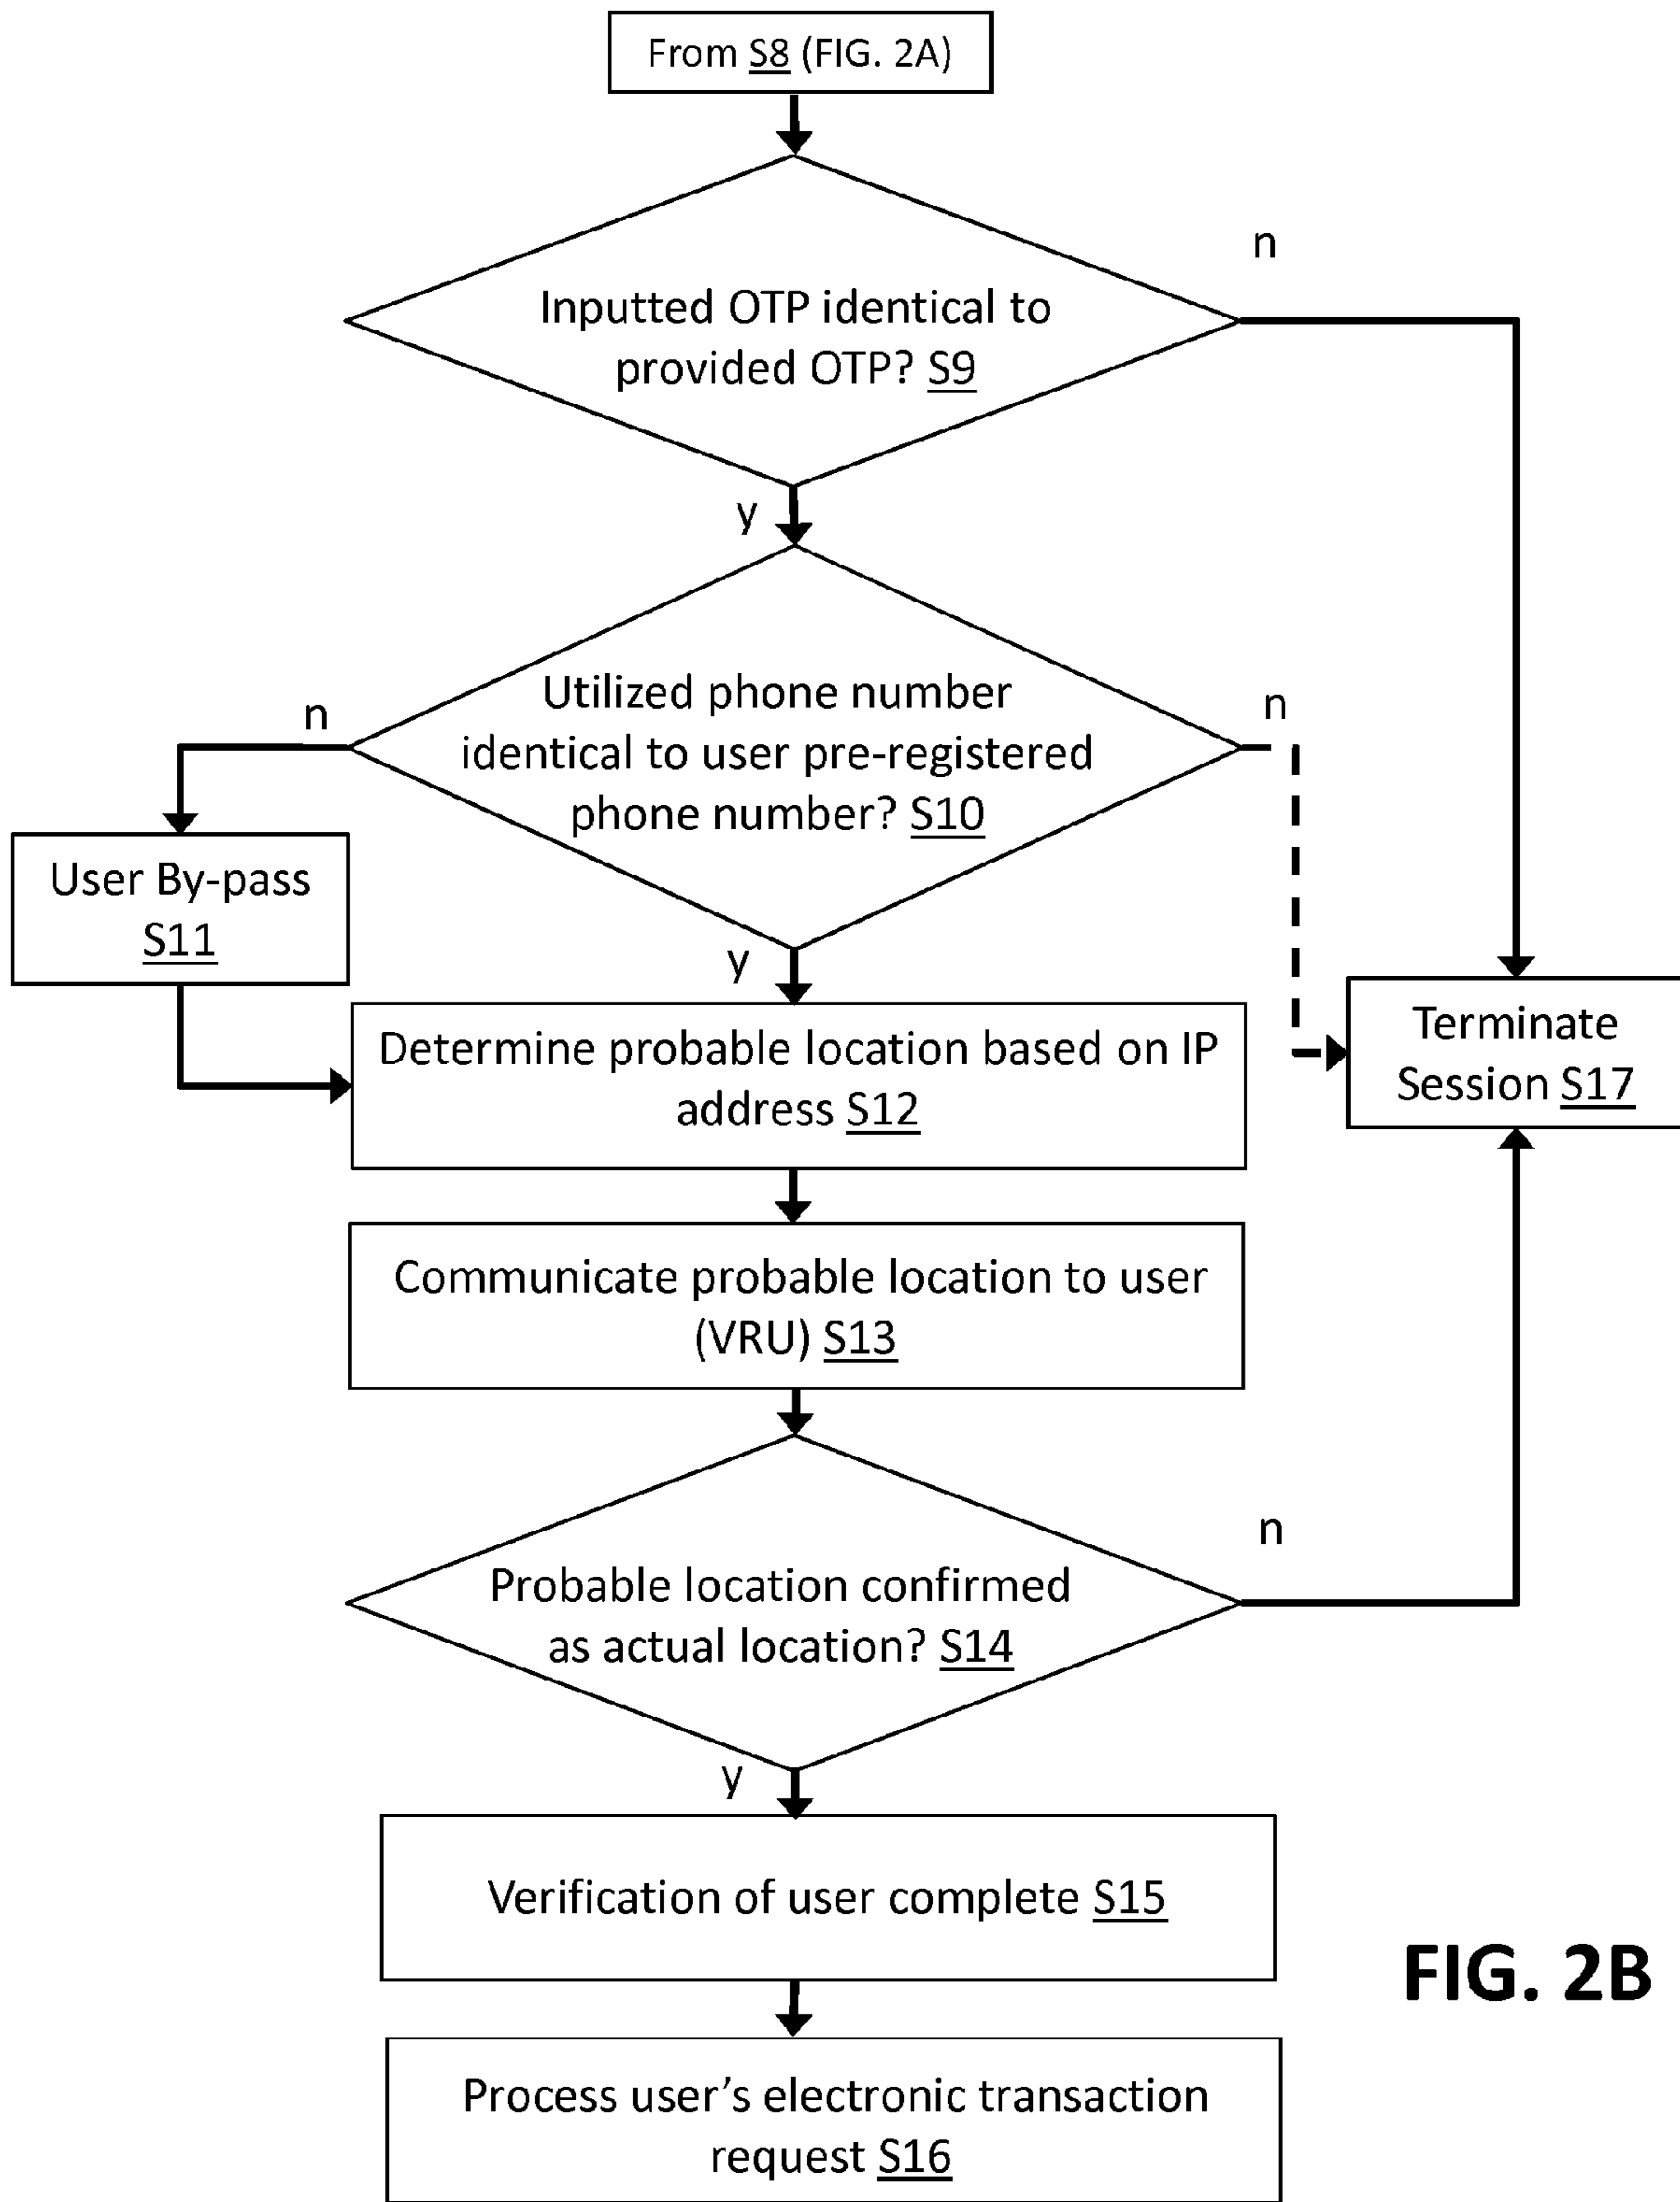 From S8 (FIG. 2A)
n
Inputted OTP identical to
provided OTP? S9
y
n
Utilized phone number
identical to user pre-registered
phone number? S10
n
User By-pass
S11
y
Determine probable location based on IP
address S12
Terminate
Session S17
Communicate probable location to user
(VRU) S13
n
Probable location confirmed
as actual location? S14
y
Verification of user complete S15
FIG. 2B
Process user's electronic transaction
request S16